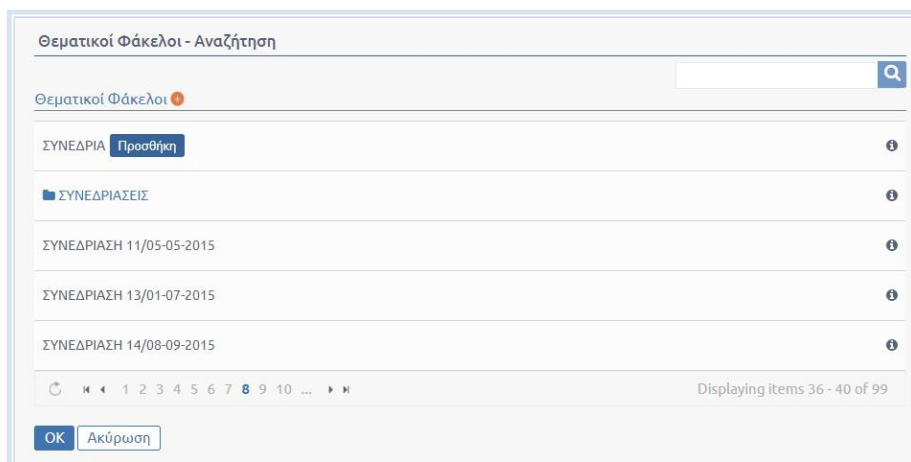 Θεματικοί Φάκελοι - Αναζήτηση
Θεματικοί Φάκελοι
ΣΥΝΕΔΡΙΑ Προσθήκη
ΣΥΝΕΔΡΙΑΣΕΙΣ
ΣΥΝΕΔΡΙΑΣΗ 11/05-05-2015
ΣΥΝΕΔΡΙΑΣΗ 13/01-07-2015
ΣΥΝΕΔΡΙΑΣΗ 14/08-09-2015
1 2 3 4 5 6 7 8 9 10 ... Displaying items 36 - 40 of 99
OK Ακύρωση